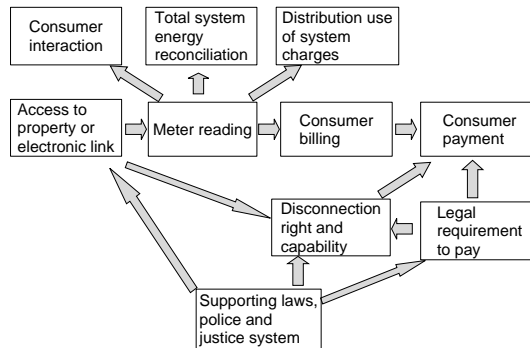 Consumer
interaction
Total system
energy
reconciliation
Distribution use
of system
charges
Access to
property or
electronic link
Meter reading
Consumer
billing
Consumer
payment
Disconnection
right and
capability
Legal
requirement
to pay
Supporting laws,
police and
justice system